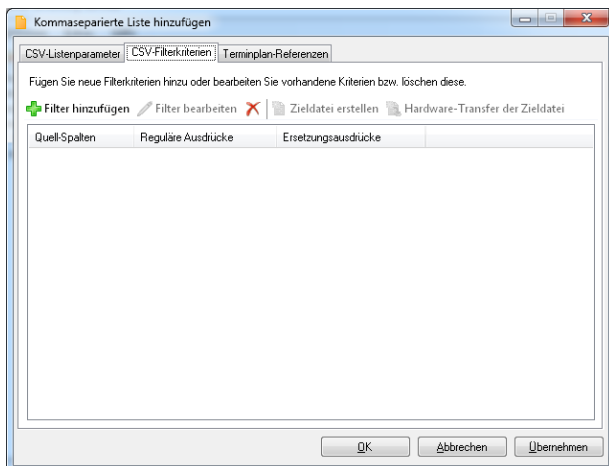 Kommaseparierte Liste hinzufügen
CSV-Listenparameter CSV-Filterkriterien Terminplan-Referenzen
Fügen Sie neue Filterkriterien hinzu oder bearbeiten Sie vorhandene Kriterien bzw. löschen diese.
Filter hinzufügen Filter bearbeiten Zieldatei erstellen Hardware-Transfer der Zieldatei
Quell-Spalten Reguläre Ausdrücke Ersetzungsausdrücke
OK Abbrechen Übernehmen